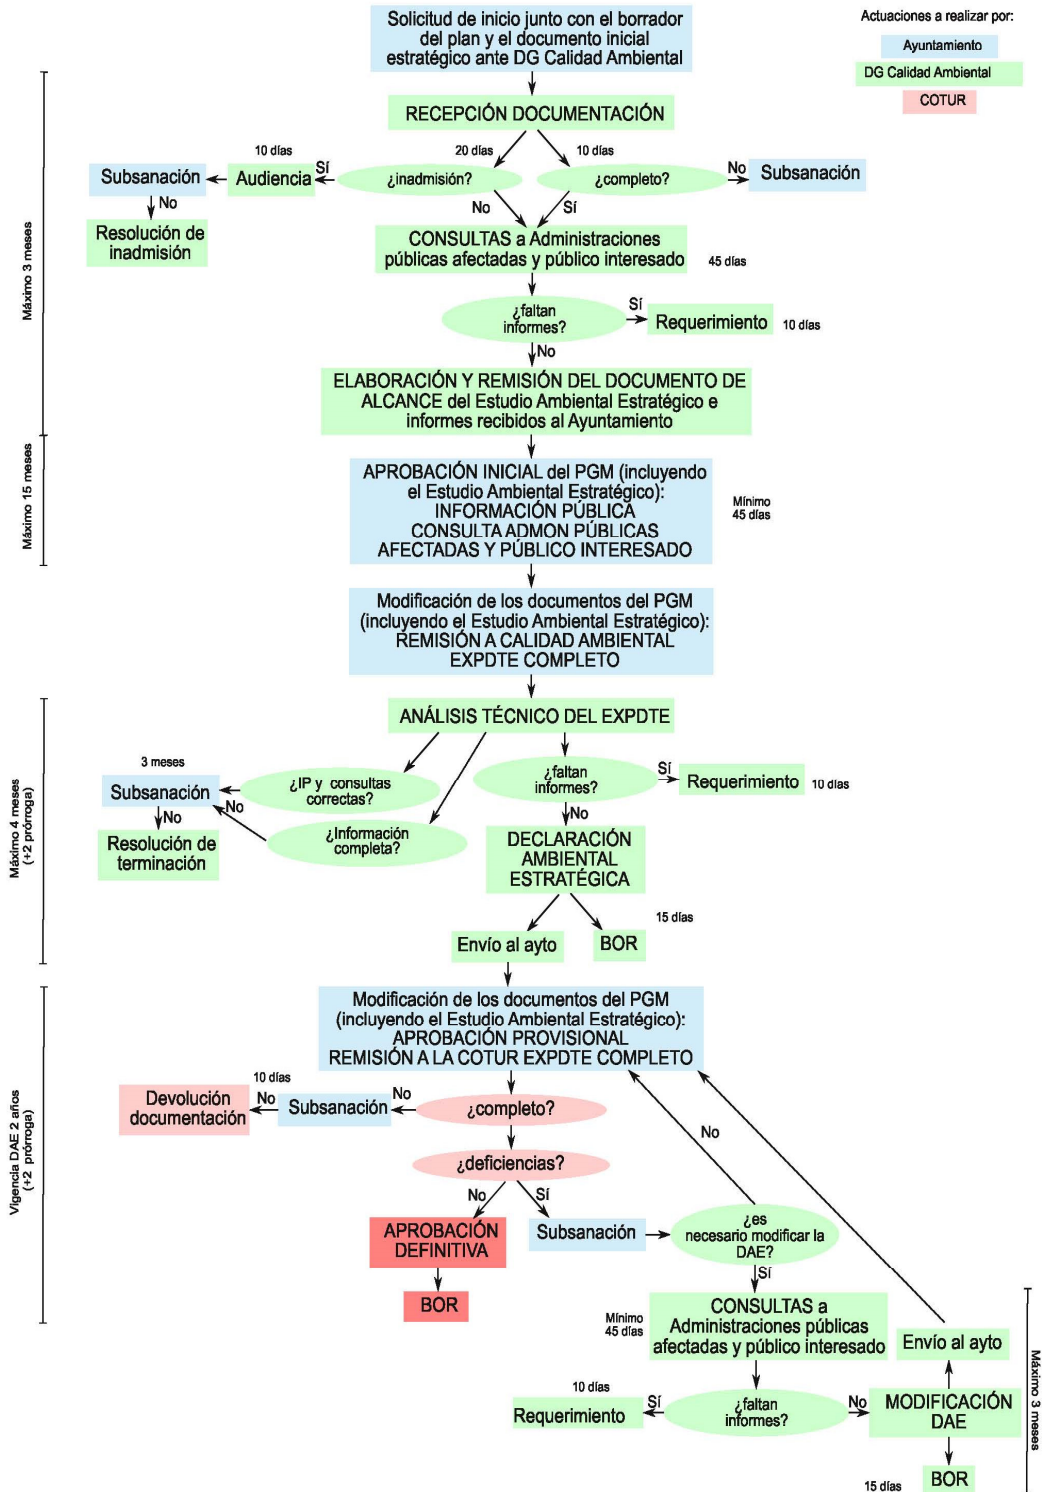 Solicitud de inicio junto con el borrador
del plan y el documento inicial
estratégico ante DG Calidad Ambiental
Actuaciones a realizar por:
Ayuntamiento
DG Calidad Ambiental
COTUR
Máximo 3 meses
RECEPCIÓN DOCUMENTACIÓN
10 días
20 días
10 días
Subsanación
Audiencia
Sí
¿inadmisión?
¿completo?
No
Subsanación
No
No
Sí
Resolución de
inadmisión
CONSULTAS a Administraciones
públicas afectadas y público interesado
45 días
¿faltan
informes?
Sí
Requerimiento
10 días
No
ELABORACIÓN Y REMISIÓN DEL DOCUMENTO DE
ALCANCE del Estudio Ambiental Estratégico e
informes recibidos al Ayuntamiento
Máximo 15 meses
APROBACIÓN INICIAL del PGM (incluyendo
el Estudio Ambiental Estratégico):
INFORMACIÓN PÚBLICA
CONSULTA ADMON PÚBLICAS
AFECTADAS Y PÚBLICO INTERESADO
Mínimo
45 días
Modificación de los documentos del PGM
(incluyendo el Estudio Ambiental Estratégico):
REMISIÓN A CALIDAD AMBIENTAL
EXPDTE COMPLETO
Máximo 4 meses
(+2 prórroga)
ANÁLISIS TÉCNICO DEL EXPDTE
3 meses
Subsanación
¿IP y consultas
correctas?
¿faltan
informes?
Sí
Requerimiento
10 días
No
No
¿Información
completa?
No
Resolución de
terminación
DECLARACIÓN
AMBIENTAL
ESTRATÉGICA
15 días
Envío al ayto
BOR
Vigencia DAE 2 años
(+2 prórroga)
Modificación de los documentos del PGM
(incluyendo el Estudio Ambiental Estratégico):
APROBACIÓN PROVISIONAL
REMISIÓN A LA COTUR EXPDTE COMPLETO
10 días
Devolución
documentación
No
Subsanación
No
¿completo?
No
¿deficiencias?
No
Sí
APROBACIÓN
DEFINITIVA
Subsanación
¿es
necesario modificar la
DAE?
Sí
BOR
Mínimo
45 días
CONSULTAS a
Administraciones públicas
afectadas y público interesado
Envío al ayto
Máximo 3 meses
10 días
Requerimiento
Sí
¿faltan
informes?
No
MODIFICACIÓN
DAE
15 días
BOR